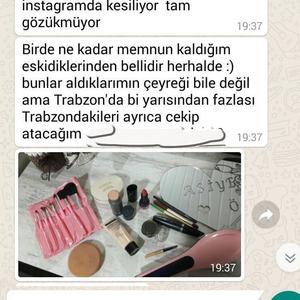 instagramda kesiliyor tam
gözükmüyor
19:37
Birde ne kadar memnun kaldığım
eskidiklerinden bellidir herhalde :)
bunlar aldıklarımın çeyreği bile değil
ama Trabzon'da bi yarısından fazlası
Trabzondakileri ayrıca cekip
atacağım
19:37
19:37